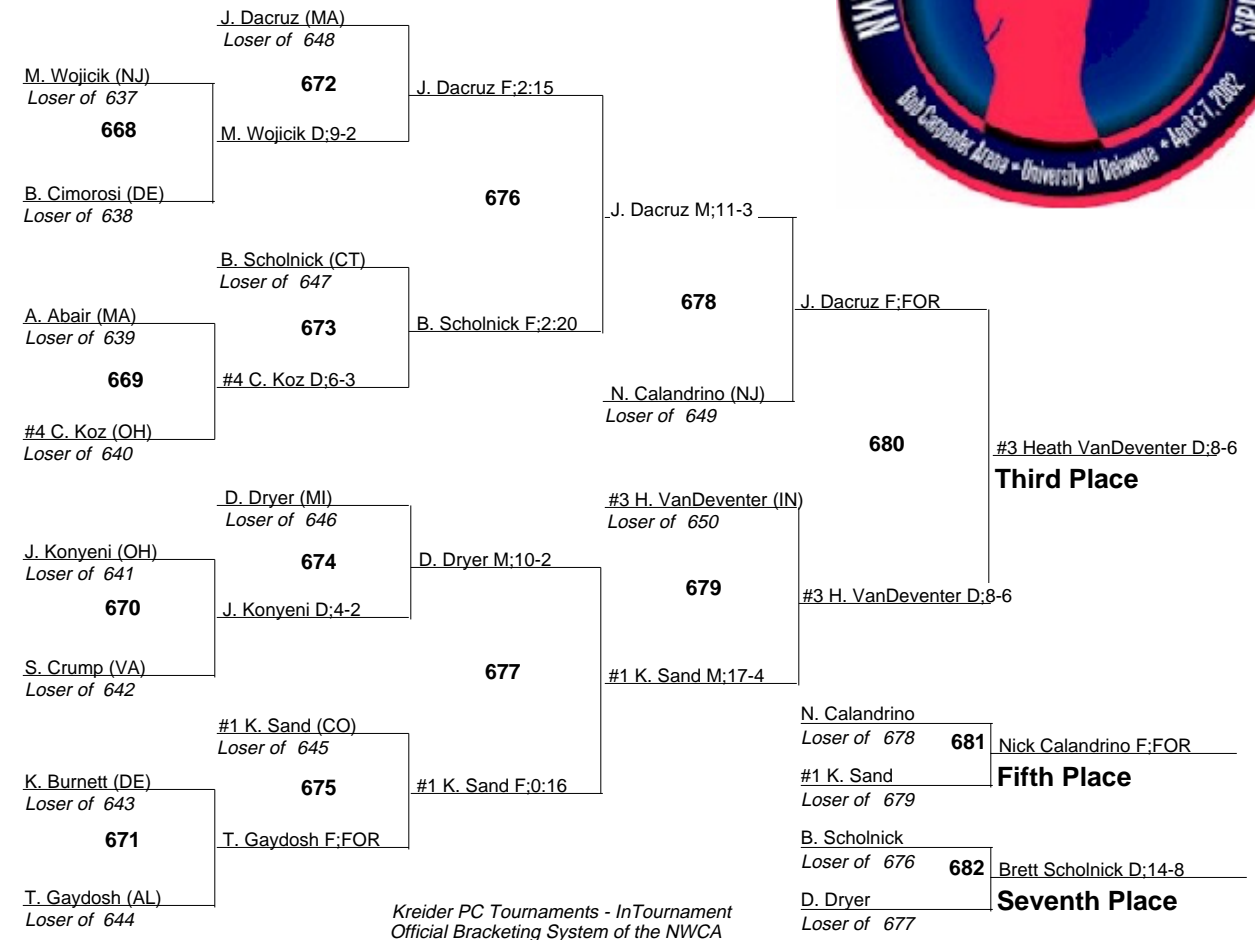 J. Dacruz (MA)
Loser of 648
M. Wojicik (NJ)
Loser of 637
672
J. Dacruz F;2:15
668
M. Wojicik D;9-2
Bob Carpenter Arena • University of Delaware • April 5-7, 2002
B. Cimorosi (DE)
Loser of 638
676
J. Dacruz M;11-3
B. Scholnick (CT)
Loser of 647
678
J. Dacruz F;FOR
A. Abair (MA)
Loser of 639
673
B. Scholnick F;2:20
669
#4 C. Koz D;6-3
N. Calandrino (NJ)
Loser of 649
#4 C. Koz (OH)
Loser of 640
680
#3 Heath VanDeventer D;8-6
Third Place
D. Dryer (MI)
Loser of 646
#3 H. VanDeventer (IN)
Loser of 650
J. Konyeni (OH)
Loser of 641
674
D. Dryer M;10-2
679
670
J. Konyeni D;4-2
#3 H. VanDeventer D;8-6
S. Crump (VA)
Loser of 642
677
#1 K. Sand M;17-4
#1 K. Sand (CO)
Loser of 645
N. Calandrino
Loser of 678
681
Nick Calandrino F;FOR
K. Burnett (DE)
Loser of 643
675
#1 K. Sand F;0:16
#1 K. Sand
Loser of 679
Fifth Place
671
T. Gaydosh F;FOR
B. Scholnick
Loser of 676
682
Brett Scholnick D;14-8
T. Gaydosh (AL)
Loser of 644
D. Dryer
Loser of 677
Seventh Place
Kreider PC Tournaments - InTournament
Official Bracketing System of the NWCA